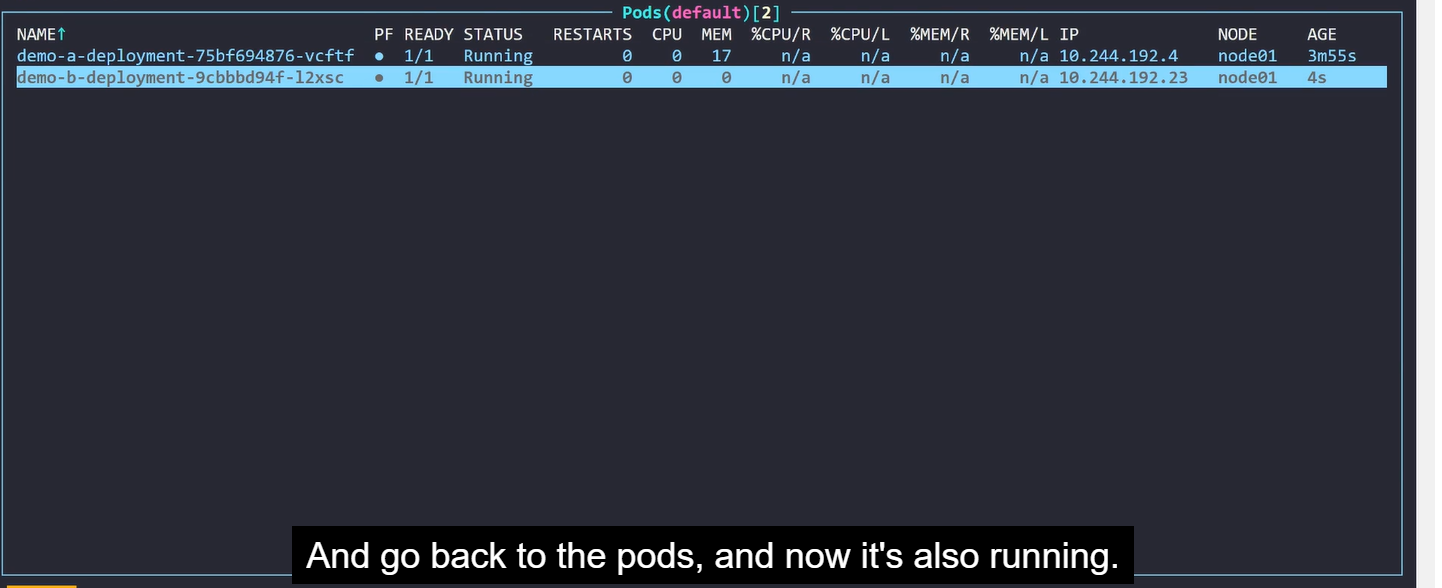 Pods(default)[2]
NAME↑ PF READY STATUS RESTARTS CPU MEM %CPU/R %CPU/L %MEM/R %MEM/L IP NODE AGE
demo-a-deployment-75bf694876-vcftf ● 1/1 Running 0 0 17 n/a n/a n/a n/a 10.244.192.4 node01 3m55s
demo-b-deployment-9cbbbd94f-l2xsc ● 1/1 Running 0 0 0 n/a n/a n/a n/a 10.244.192.23 node01 4s
And go back to the pods, and now it's also running.